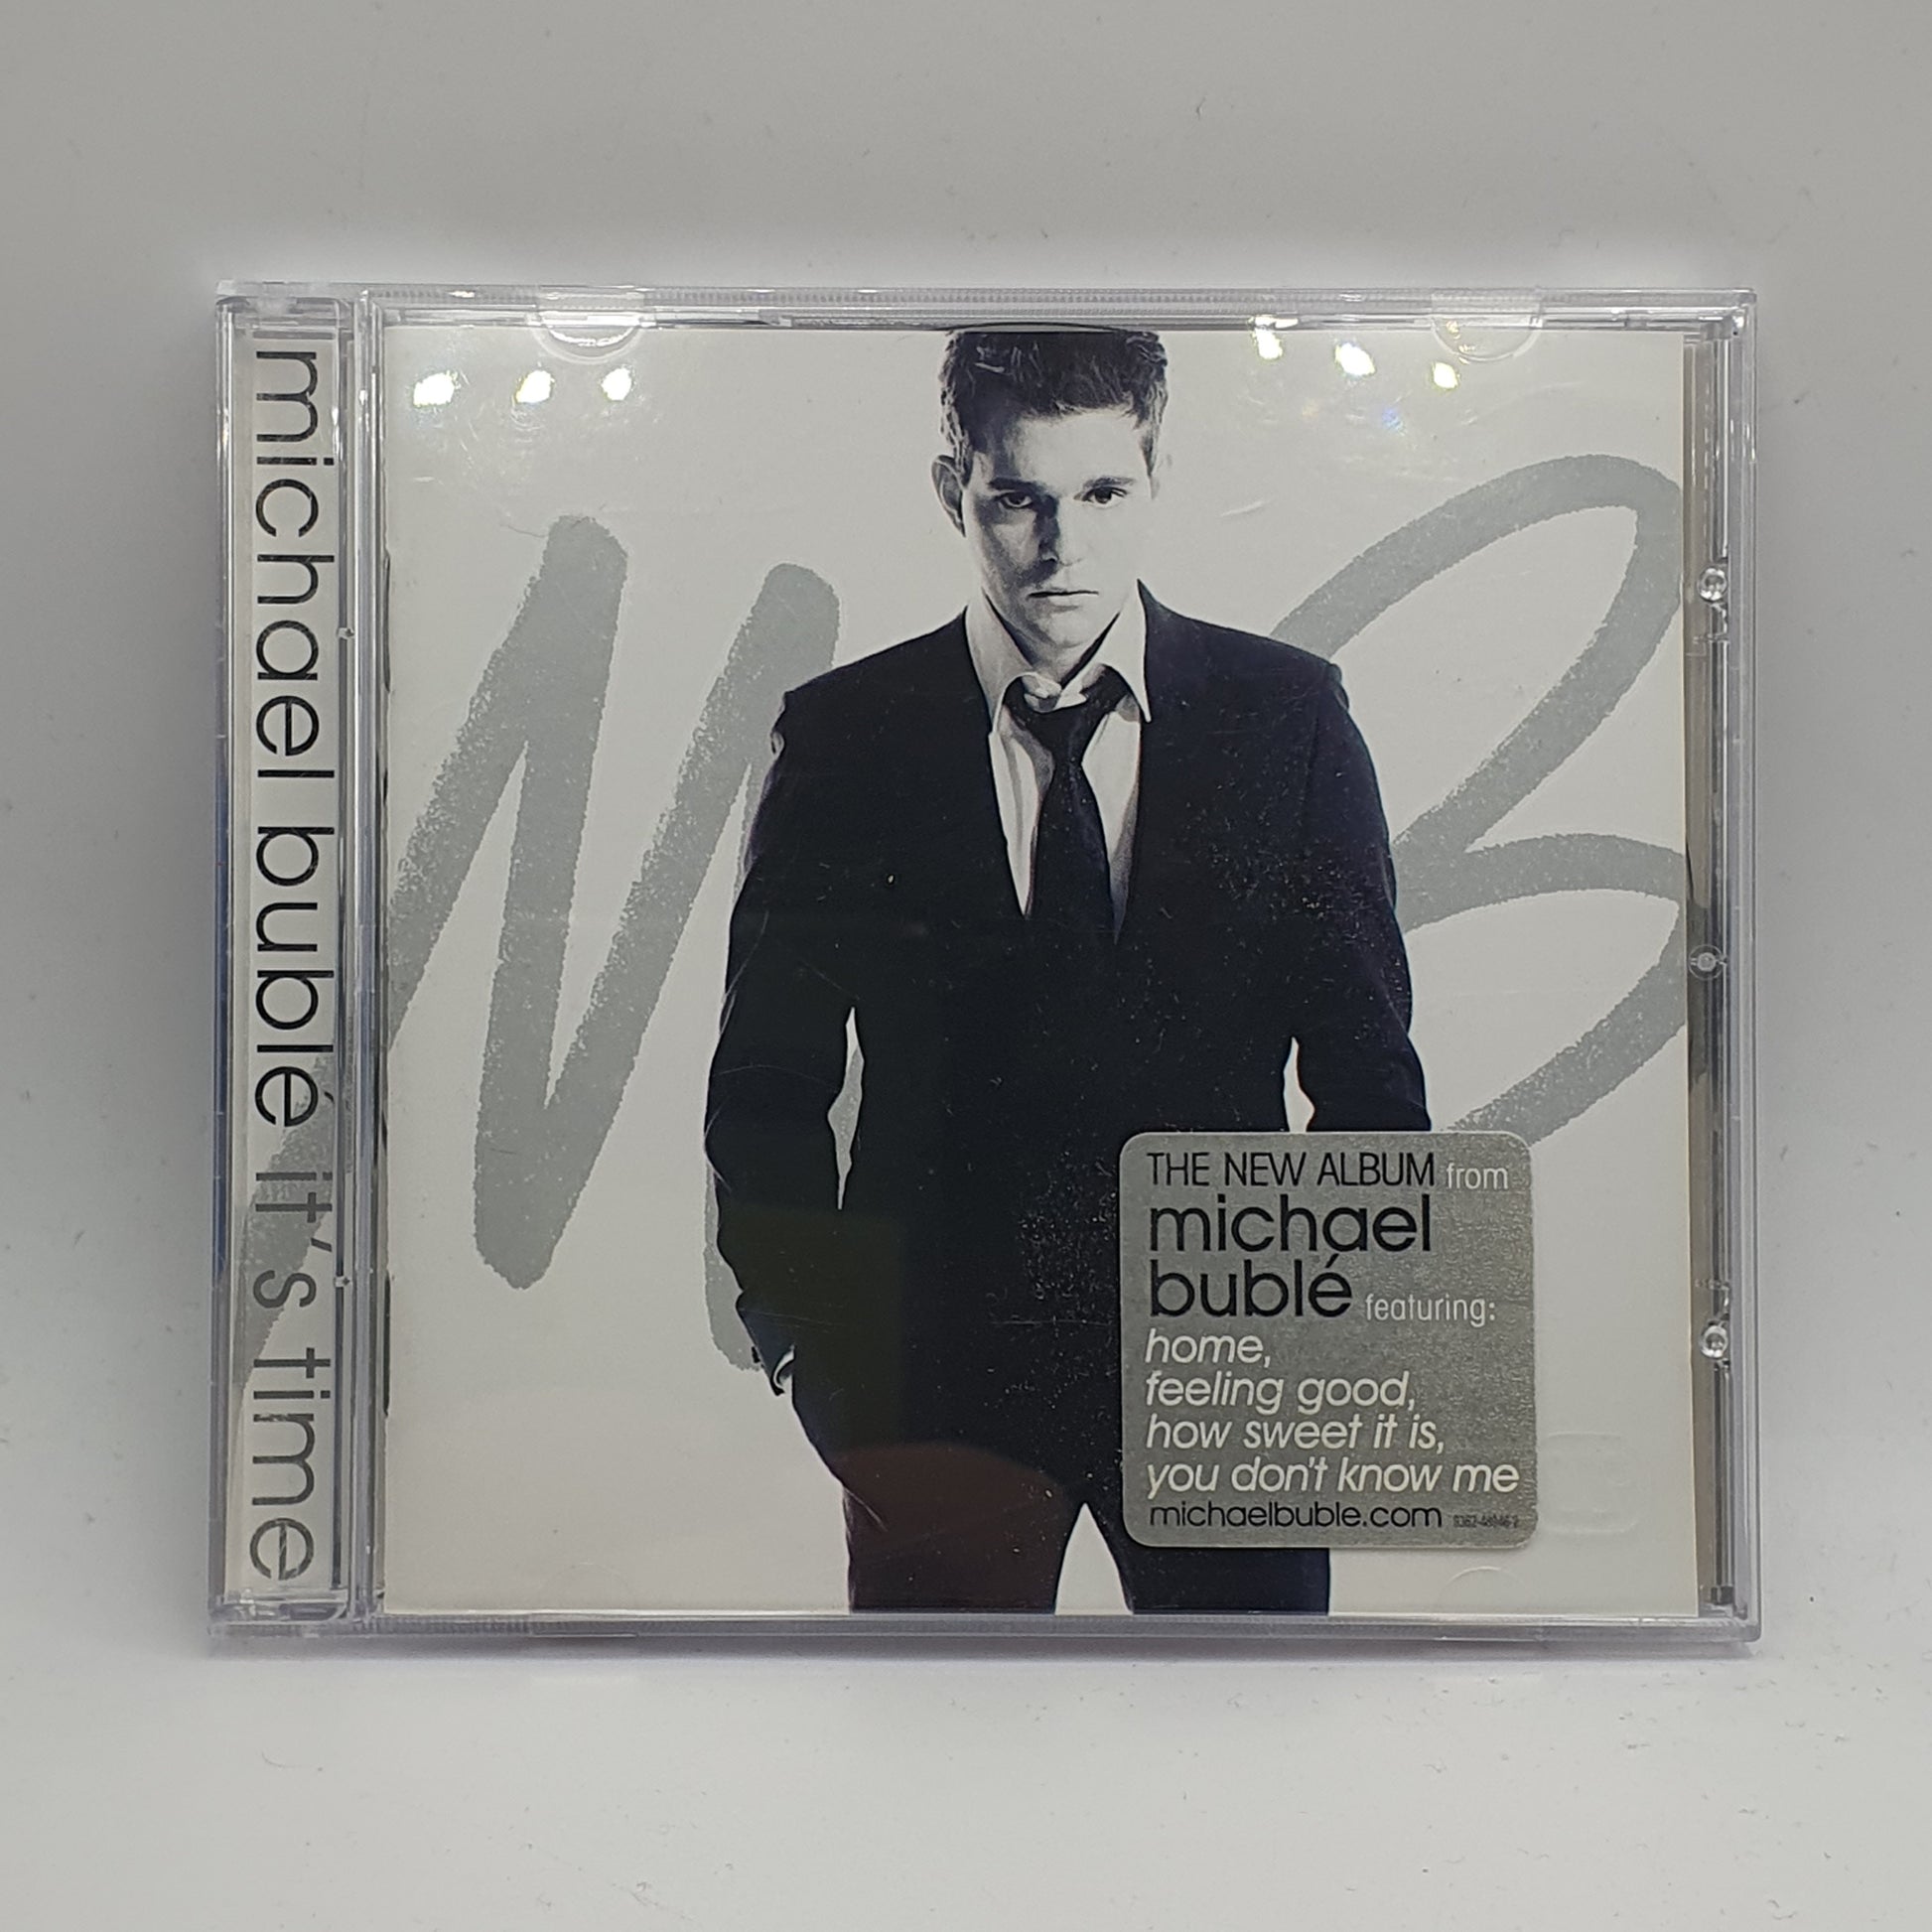 michael bublé it's time
MB
THE NEW ALBUM from
michael
bublé featuring:
home,
feeling good,
how sweet it is,
you don't know me
michaelbuble.com